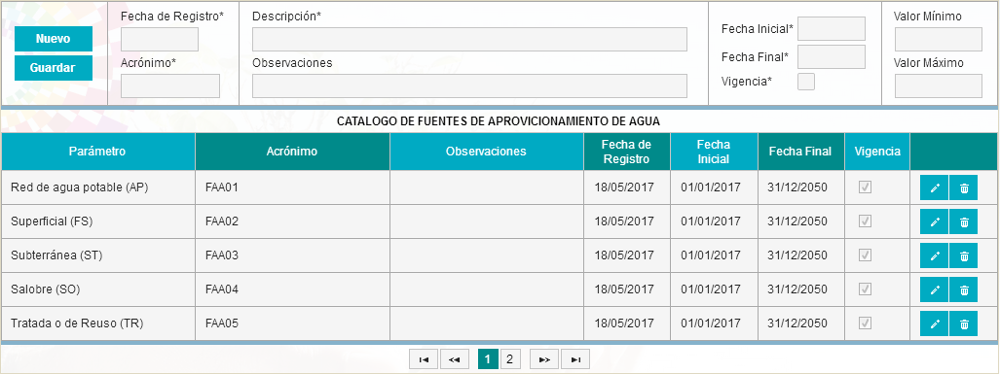 Nuevo
Guardar
Fecha de Registro*
Acrónimo*
Descripción*
Observaciones
Fecha Inicial*
Fecha Final*
Vigencia*
Valor Mínimo
Valor Máximo
CATALOGO DE FUENTES DE APROVICIONAMIENTO DE AGUA
Parámetro Acrónimo Observaciones Fecha de Registro Fecha Inicial Fecha Final Vigencia
Red de agua potable (AP) FAA01 18/05/2017 01/01/2017 31/12/2050
Superficial (FS) FAA02 18/05/2017 01/01/2017 31/12/2050
Subterránea (ST) FAA03 18/05/2017 01/01/2017 31/12/2050
Salobre (SO) FAA04 18/05/2017 01/01/2017 31/12/2050
Tratada o de Reuso (TR) FAA05 18/05/2017 01/01/2017 31/12/2050
1 2